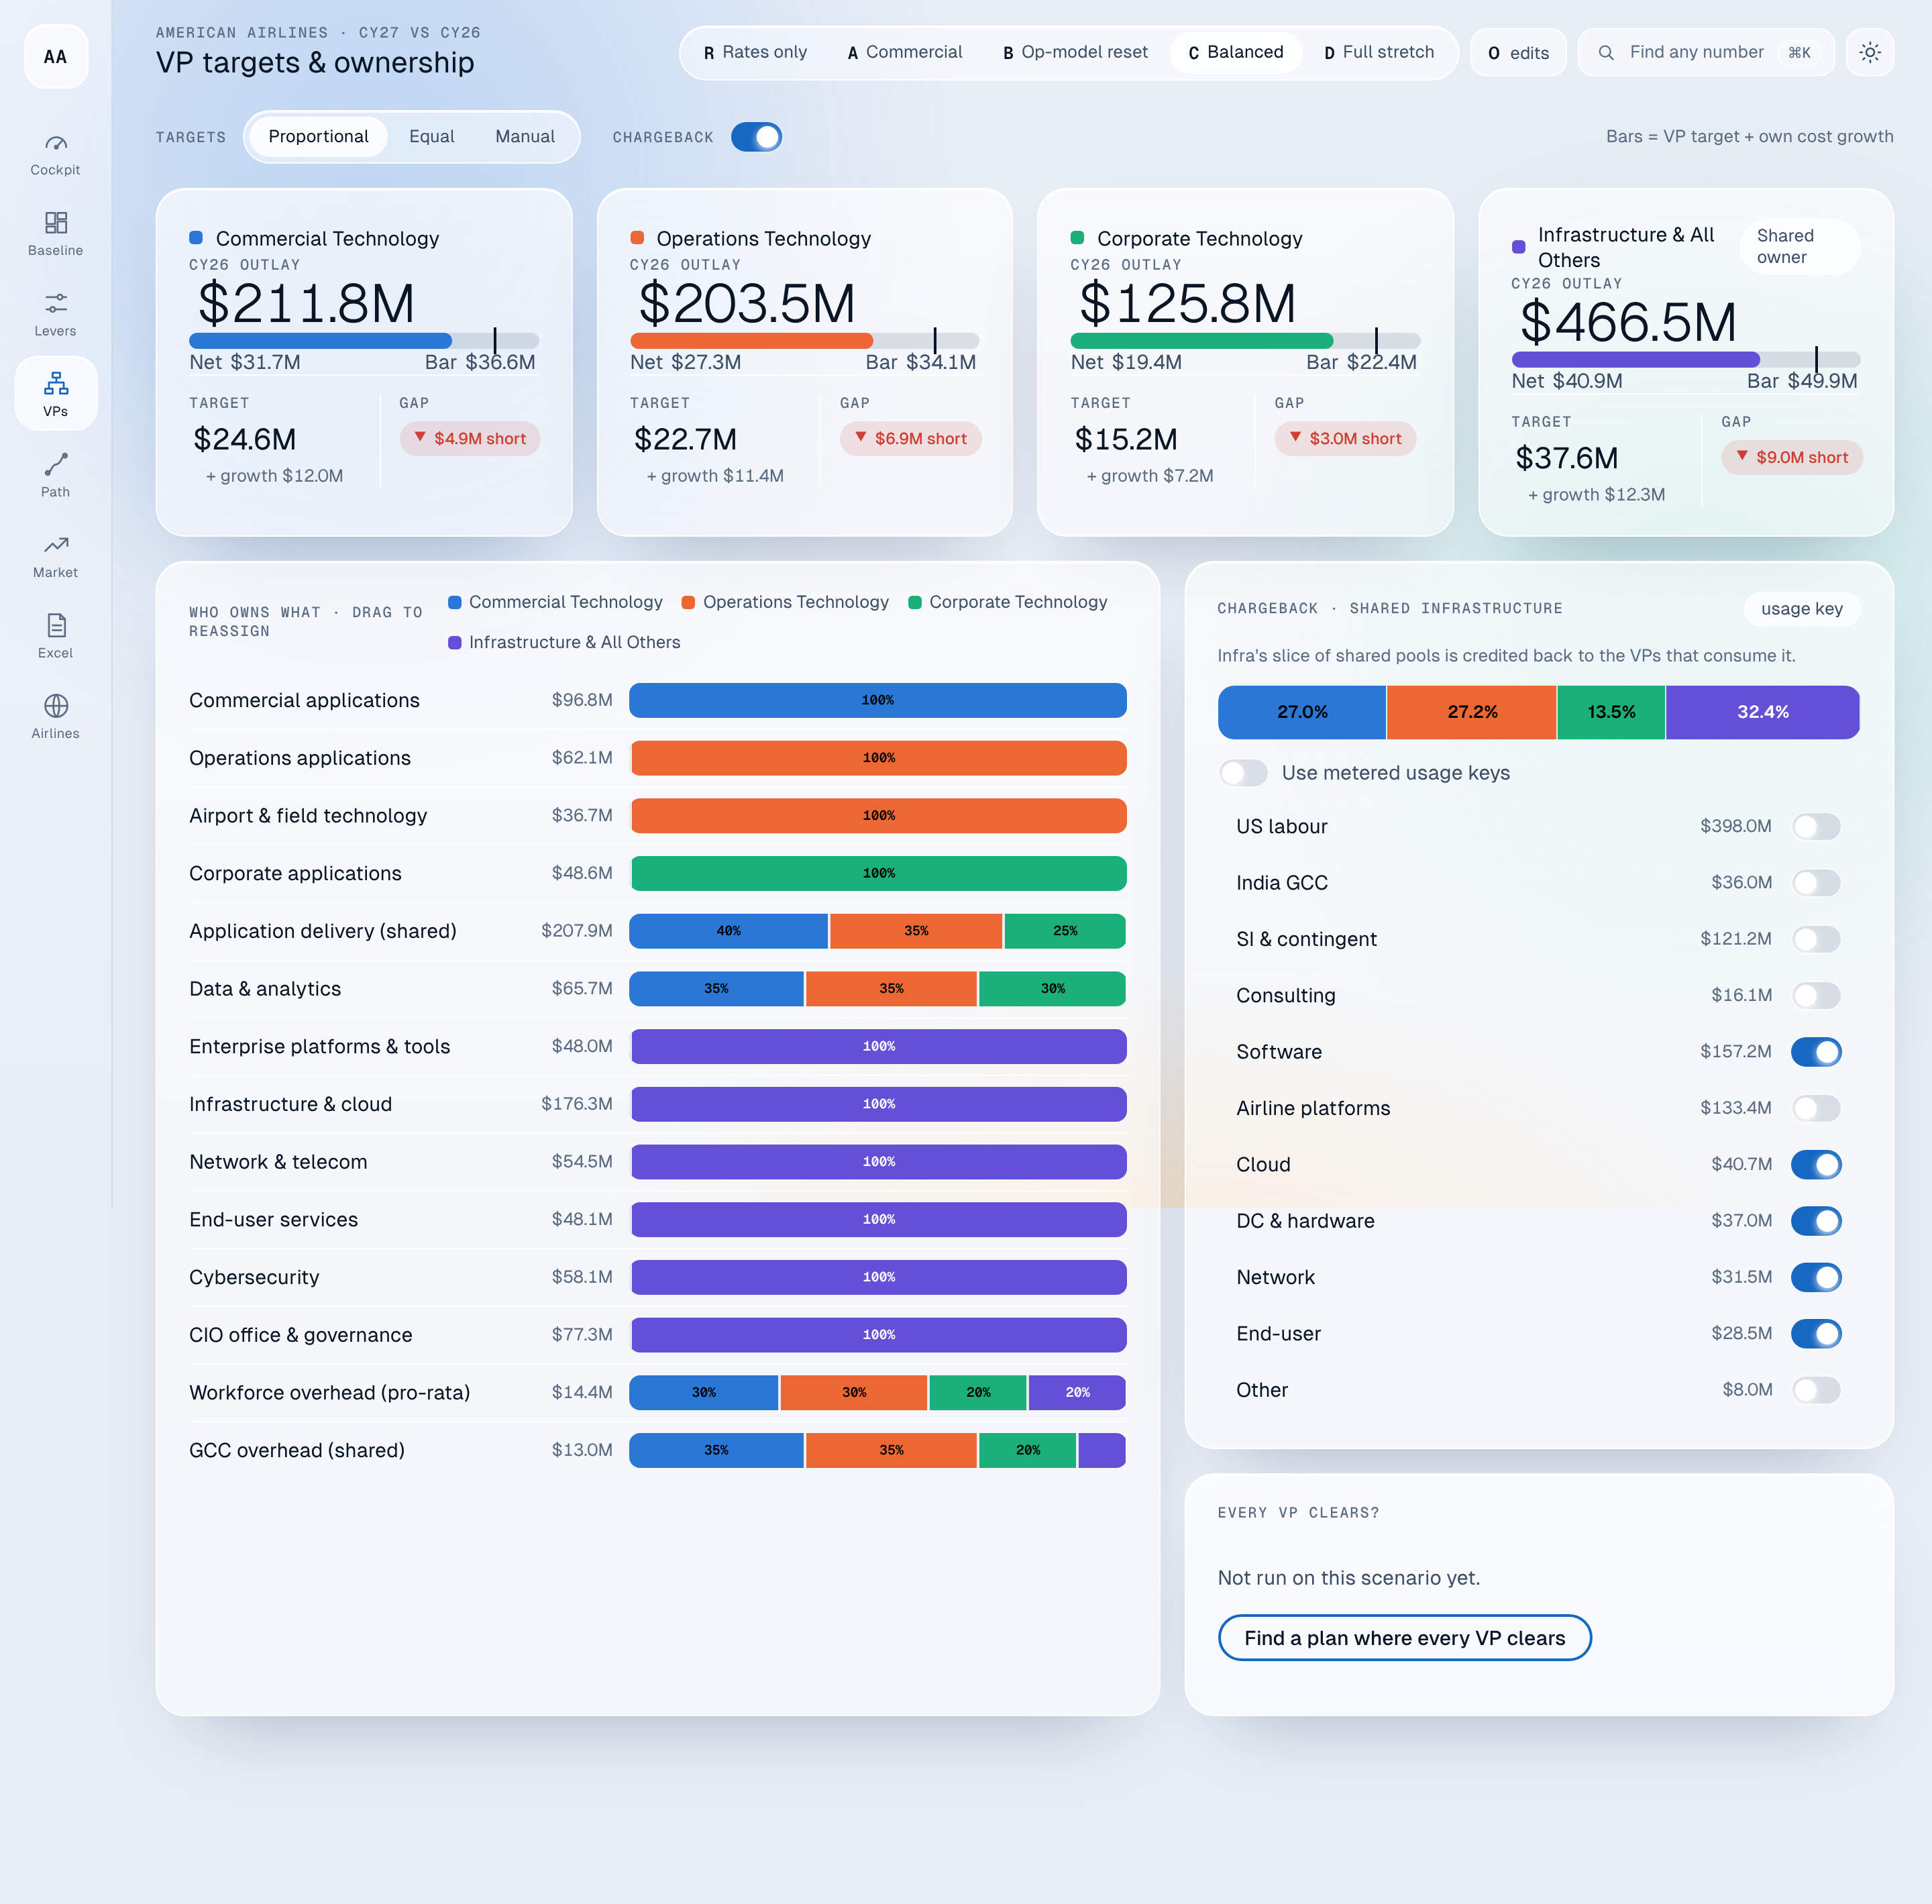 AA
AMERICAN AIRLINES · CY27 VS CY26
VP targets & ownership
R Rates only
A Commercial
B Op-model reset
C Balanced
D Full stretch
0 edits
Find any number ⌘K
Cockpit
Baseline
Levers
VPs
Path
Market
Excel
Airlines
TARGETS
Proportional
Equal
Manual
CHARGEBACK
Bars = VP target + own cost growth
Commercial Technology
CY26 OUTLAY
$211.8M
Net $31.7M
Bar $36.6M
TARGET
$24.6M
+ growth $12.0M
GAP
▼ $4.9M short
Operations Technology
CY26 OUTLAY
$203.5M
Net $27.3M
Bar $34.1M
TARGET
$22.7M
+ growth $11.4M
GAP
▼ $6.9M short
Corporate Technology
CY26 OUTLAY
$125.8M
Net $19.4M
Bar $22.4M
TARGET
$15.2M
+ growth $7.2M
GAP
▼ $3.0M short
Infrastructure & All
Others
Shared
owner
CY26 OUTLAY
$466.5M
Net $40.9M
Bar $49.9M
TARGET
$37.6M
+ growth $12.3M
GAP
▼ $9.0M short
WHO OWNS WHAT · DRAG TO
REASSIGN
Commercial Technology
Operations Technology
Corporate Technology
Infrastructure & All Others
Commercial applications $96.8M 100%
Operations applications $62.1M 100%
Airport & field technology $36.7M 100%
Corporate applications $48.6M 100%
Application delivery (shared) $207.9M 40% 35% 25%
Data & analytics $65.7M 35% 35% 30%
Enterprise platforms & tools $48.0M 100%
Infrastructure & cloud $176.3M 100%
Network & telecom $54.5M 100%
End-user services $48.1M 100%
Cybersecurity $58.1M 100%
CIO office & governance $77.3M 100%
Workforce overhead (pro-rata) $14.4M 30% 30% 20% 20%
GCC overhead (shared) $13.0M 35% 35% 20%
CHARGEBACK · SHARED INFRASTRUCTURE
usage key
Infra's slice of shared pools is credited back to the VPs that consume it.
27.0% 27.2% 13.5% 32.4%
Use metered usage keys
US labour $398.0M
India GCC $36.0M
SI & contingent $121.2M
Consulting $16.1M
Software $157.2M
Airline platforms $133.4M
Cloud $40.7M
DC & hardware $37.0M
Network $31.5M
End-user $28.5M
Other $8.0M
EVERY VP CLEARS?
Not run on this scenario yet.
Find a plan where every VP clears